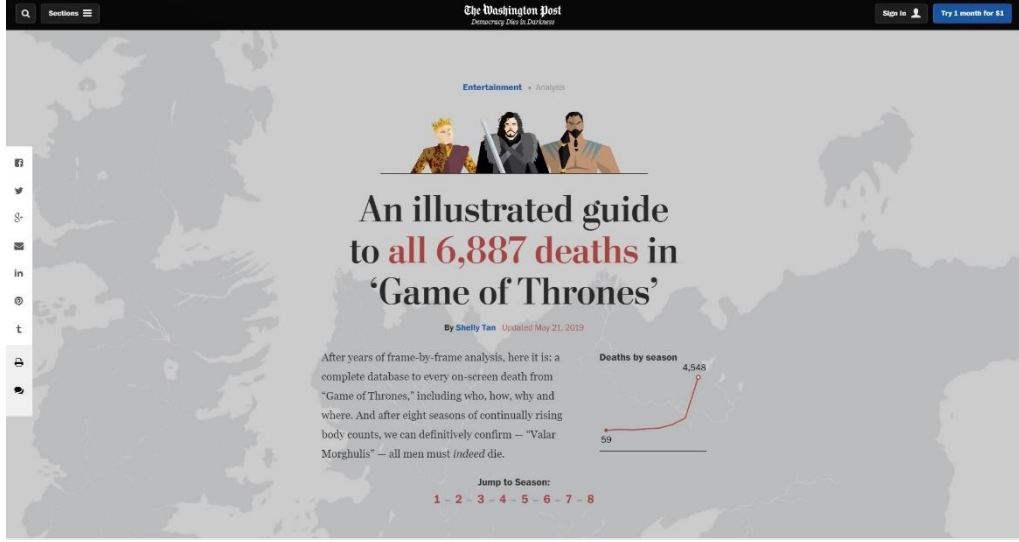 Sections
The Washington Post
Democracy Dies in Darkness
Sign in
Try 1 month for $1
Entertainment • Analysis
An illustrated guide
to all 6,887 deaths in
‘Game of Thrones’
By Shelly Tan Updated May 21, 2019
After years of frame-by-frame analysis, here it is: a
complete database to every on-screen death from
“Game of Thrones,” including who, how, why and
where. And after eight seasons of continually rising
body counts, we can definitively confirm — “Valar
Morghulis” — all men must indeed die.
Deaths by season
4,548
59
Jump to Season:
1 – 2 – 3 – 4 – 5 – 6 – 7 – 8